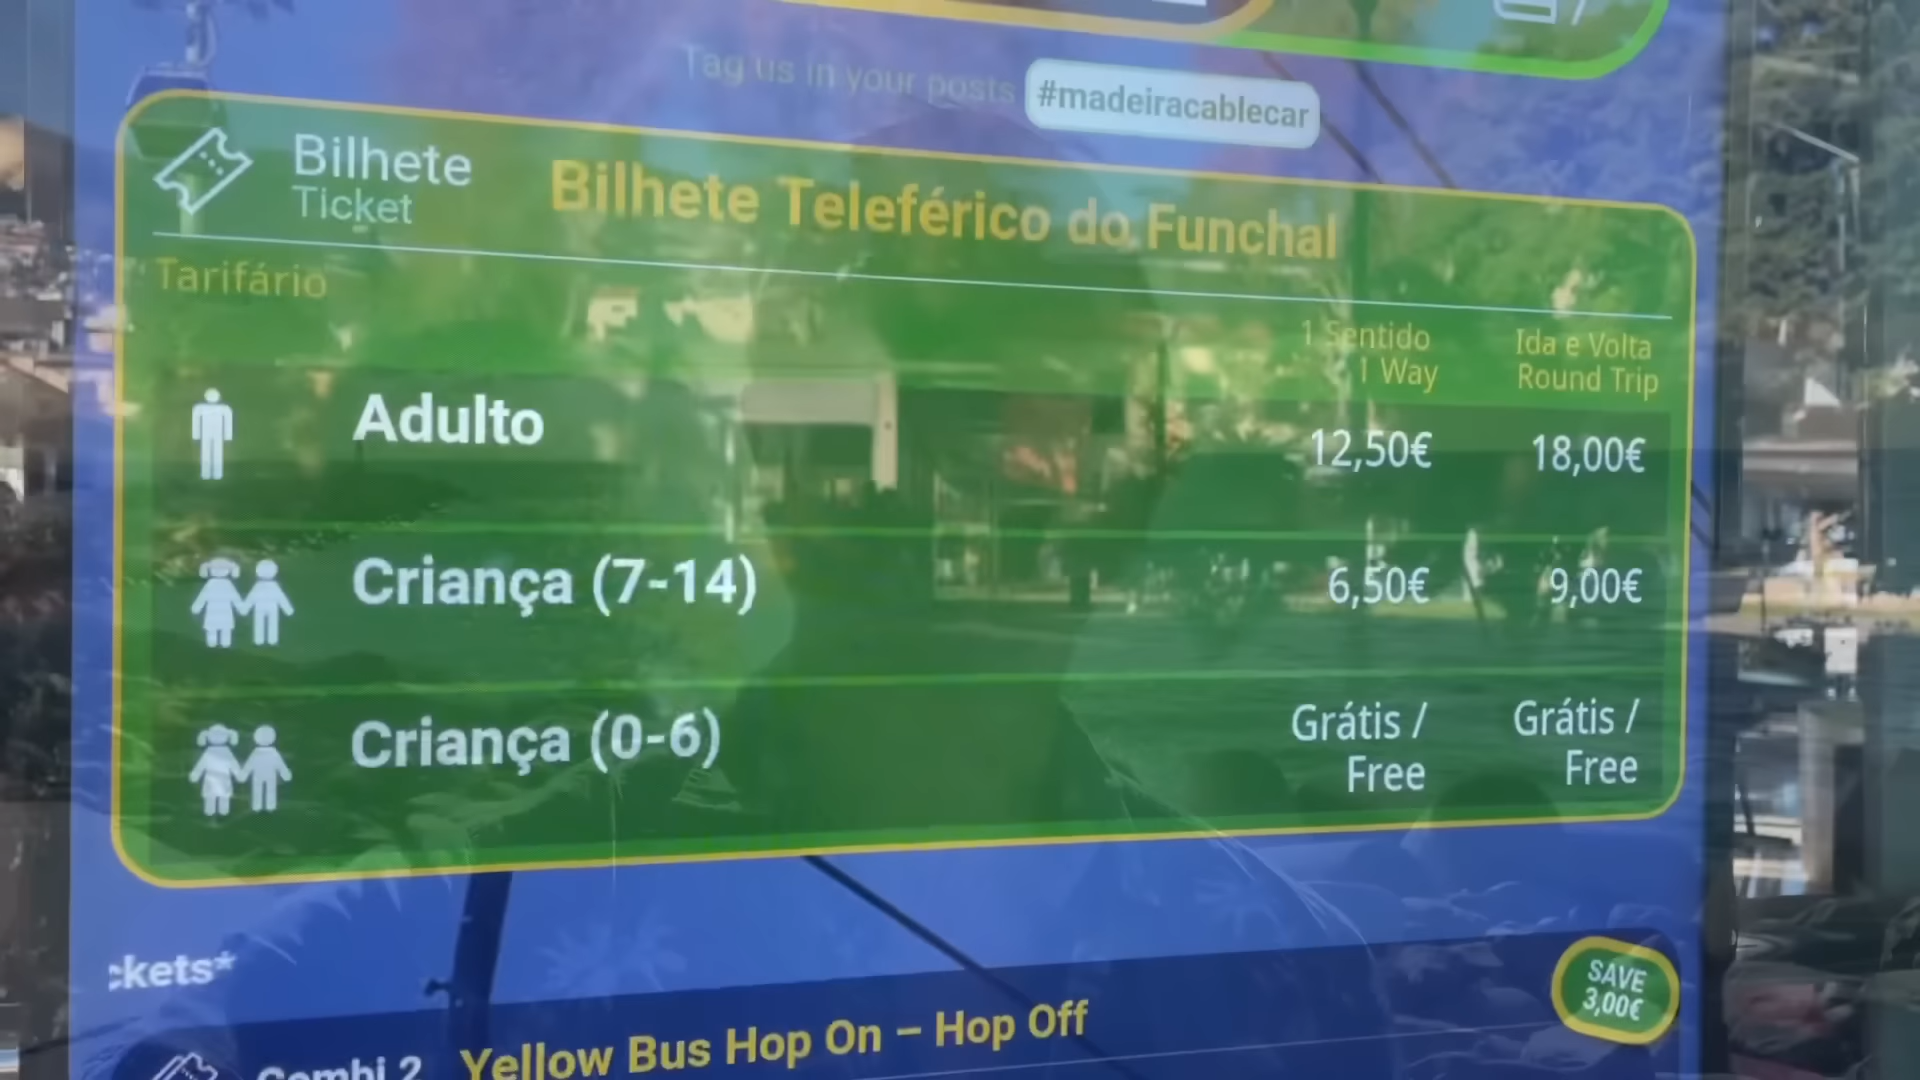 Tag us in your posts #madeiracablecar
Bilhete
Ticket
Bilhete Teleférico do Funchal
Tarifário
1 Sentido
1 Way
Ida e Volta
Round Trip
Adulto 12,50€ 18,00€
Criança (7-14) 6,50€ 9,00€
Criança (0-6) Grátis / Free Grátis / Free
SAVE
3,00€
Combi 2 Yellow Bus Hop On – Hop Off